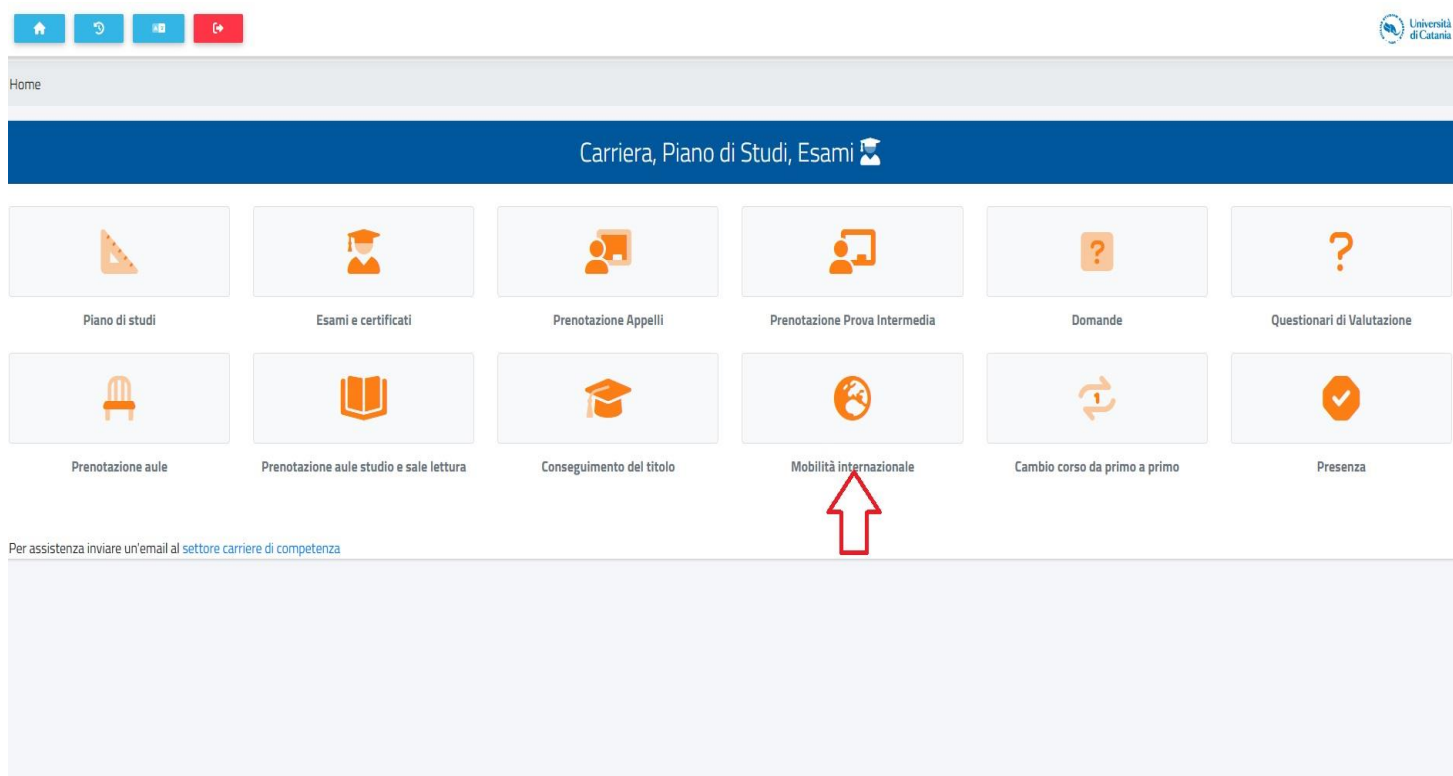 Università
di Catania
Home
Carriera, Piano di Studi, Esami
Piano di studi
Esami e certificati
Prenotazione Appelli
Prenotazione Prova Intermedia
Domande
Questionari di Valutazione
Prenotazione aule
Prenotazione aule studio e sale lettura
Conseguimento del titolo
Mobilità internazionale
1
Cambio corso da primo a primo
Presenza
Per assistenza inviare un'email al settore carriere di competenza